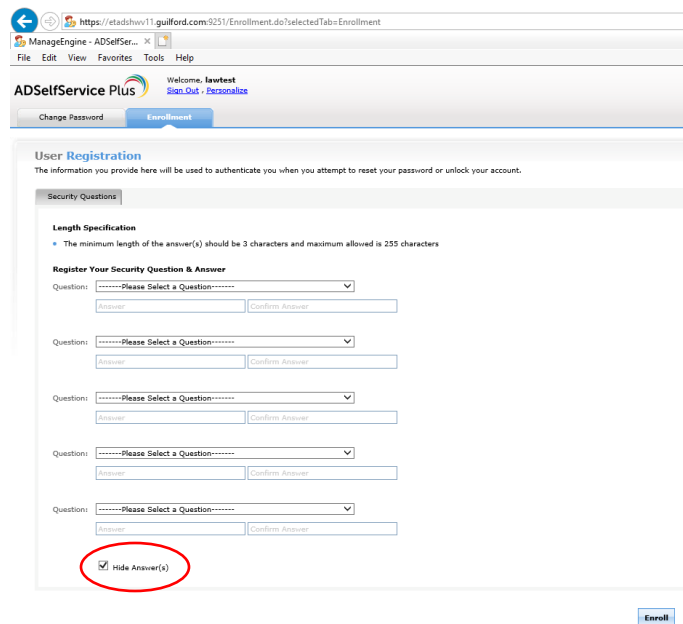 https://etadshwv11.guilford.com:9251/Enrollment.do?selectedTab=Enrollment
ManageEngine - ADSelfSer... ×
File Edit View Favorites Tools Help
ADSelfService Plus
Welcome, lawtest
Sign Out , Personalize
Change Password Enrollment
User Registration
The information you provide here will be used to authenticate you when you attempt to reset your password or unlock your account.
Security Questions
Length Specification
• The minimum length of the answer(s) should be 3 characters and maximum allowed is 255 characters
Register Your Security Question & Answer
Question: -------Please Select a Question-------
Answer Confirm Answer
Question: -------Please Select a Question-------
Answer Confirm Answer
Question: -------Please Select a Question-------
Answer Confirm Answer
Question: -------Please Select a Question-------
Answer Confirm Answer
Question: -------Please Select a Question-------
Answer Confirm Answer
Hide Answer(s)
Enroll